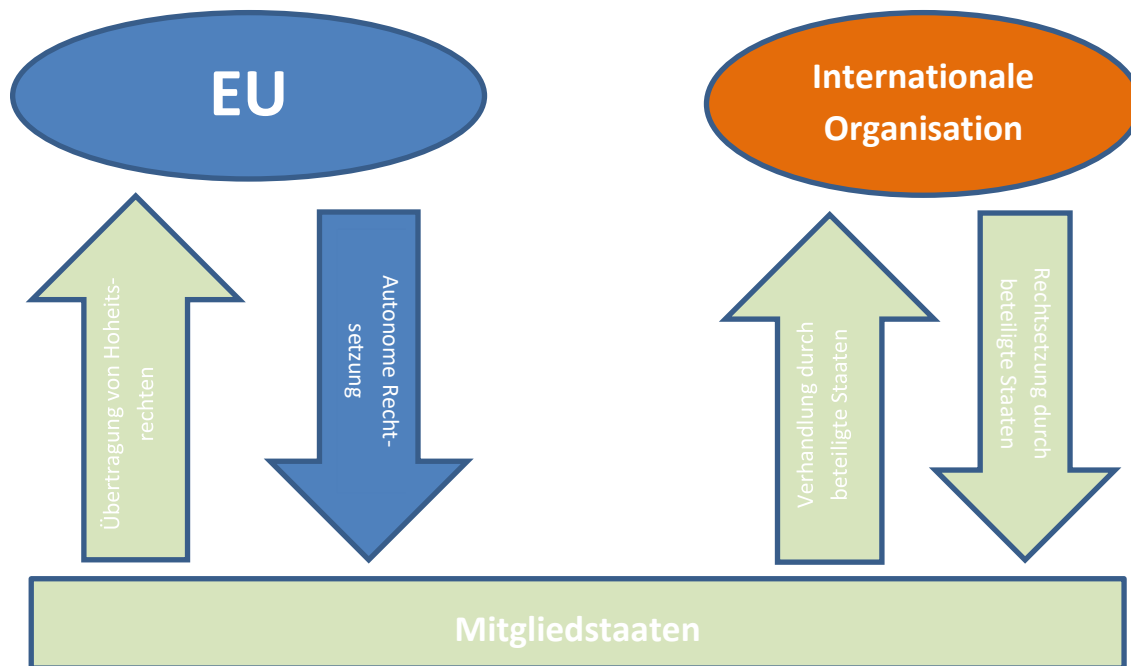 EU
Internationale
Organisation
Übertragung von Hoheits-
rechten
Autonome Recht-
setzung
Verhandlung durch
beteiligte Staaten
Rechtsetzung durch
beteiligte Staaten
Mitgliedstaaten